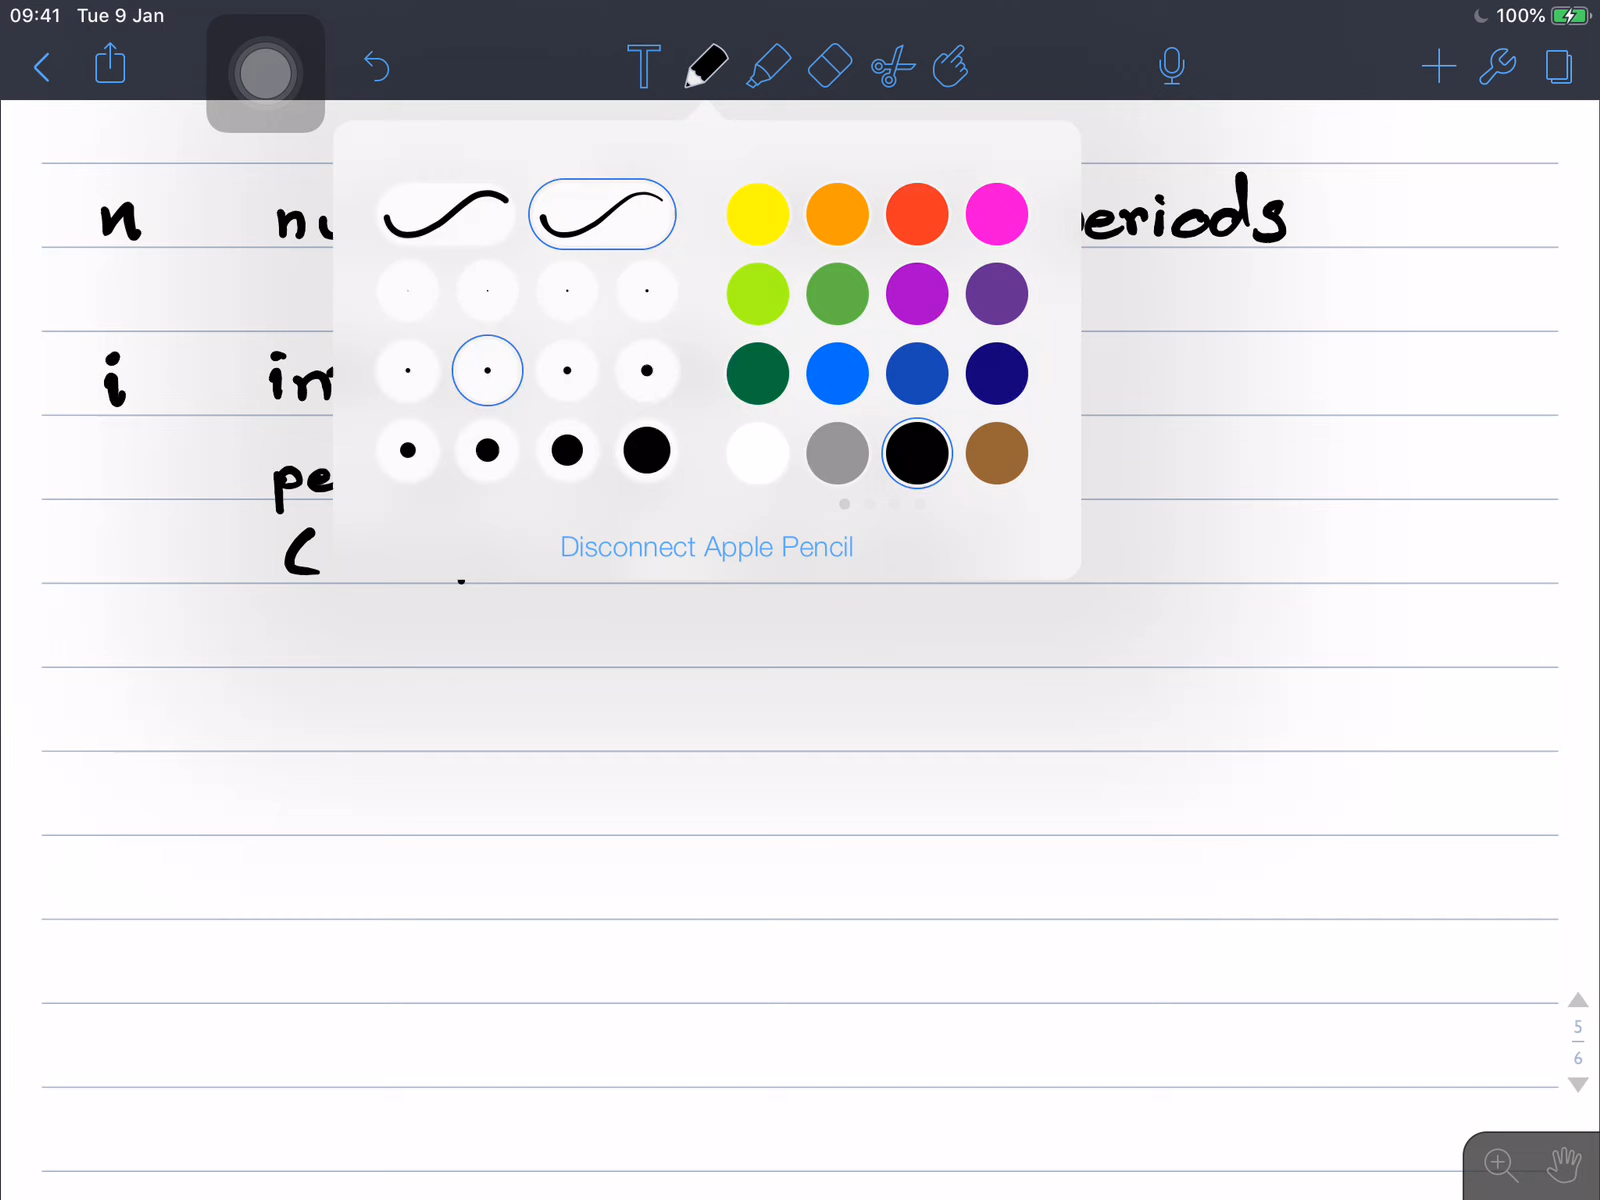 09:41 Tue 9 Jan 100%
T
n nu eriods
i in
pe
(
Disconnect Apple Pencil
5
6